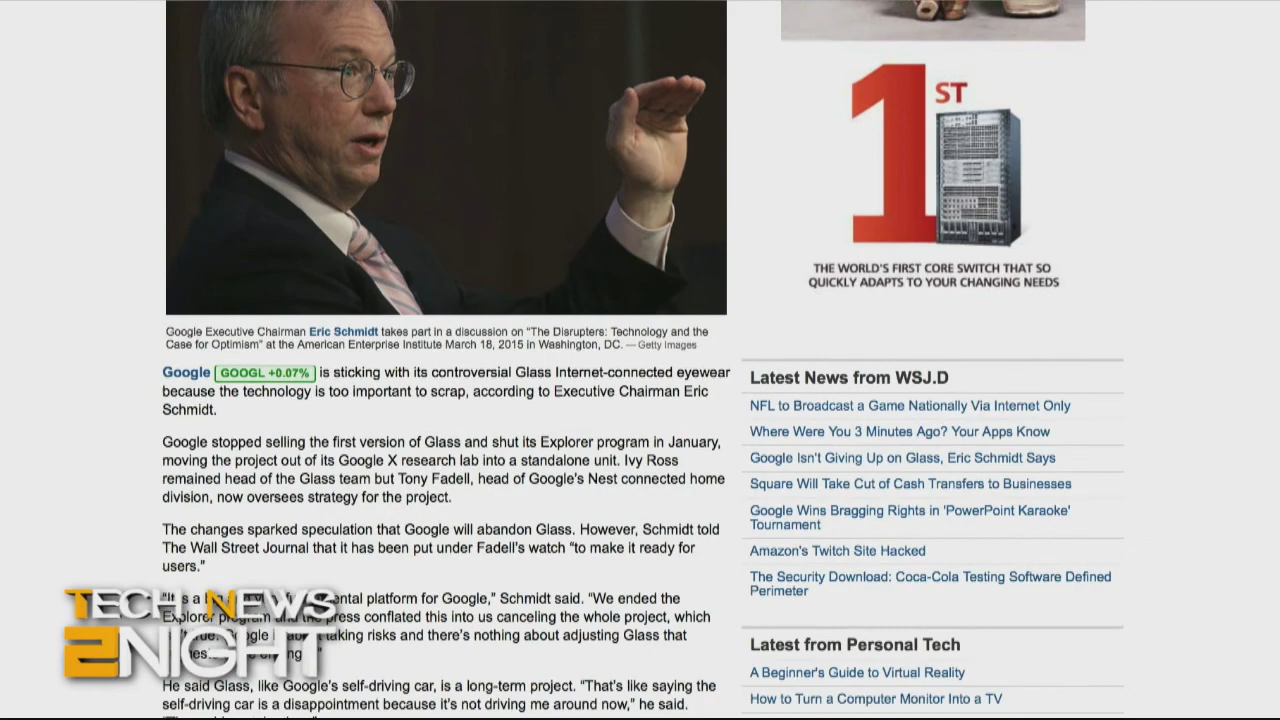 1 ST
THE WORLD'S FIRST CORE SWITCH THAT SO
QUICKLY ADAPTS TO YOUR CHANGING NEEDS
Google Executive Chairman Eric Schmidt takes part in a discussion on “The Disrupters: Technology and the
Case for Optimism” at the American Enterprise Institute March 18, 2015 in Washington, DC. — Getty Images
Google GOOGL +0.07% is sticking with its controversial Glass Internet-connected eyewear
because the technology is too important to scrap, according to Executive Chairman Eric
Schmidt.
Google stopped selling the first version of Glass and shut its Explorer program in January,
moving the project out of its Google X research lab into a standalone unit. Ivy Ross
remained head of the Glass team but Tony Fadell, head of Google's Nest connected home
division, now oversees strategy for the project.
The changes sparked speculation that Google will abandon Glass. However, Schmidt told
The Wall Street Journal that it has been put under Fadell's watch “to make it ready for
users.”
platform for Google,” Schmidt said. “We ended the
Explorer program and the press conflated this into us canceling the whole project, which
taking risks and there's nothing about adjusting Glass that
He said Glass, like Google's self-driving car, is a long-term project. “That's like saying the
self-driving car is a disappointment because it's not driving me around now,” he said.
Latest News from WSJ.D
NFL to Broadcast a Game Nationally Via Internet Only
Where Were You 3 Minutes Ago? Your Apps Know
Google Isn't Giving Up on Glass, Eric Schmidt Says
Square Will Take Cut of Cash Transfers to Businesses
Google Wins Bragging Rights in 'PowerPoint Karaoke'
Tournament
Amazon's Twitch Site Hacked
The Security Download: Coca-Cola Testing Software Defined
Perimeter
Latest from Personal Tech
A Beginner's Guide to Virtual Reality
How to Turn a Computer Monitor Into a TV
TECH NEWS
2NIGHT